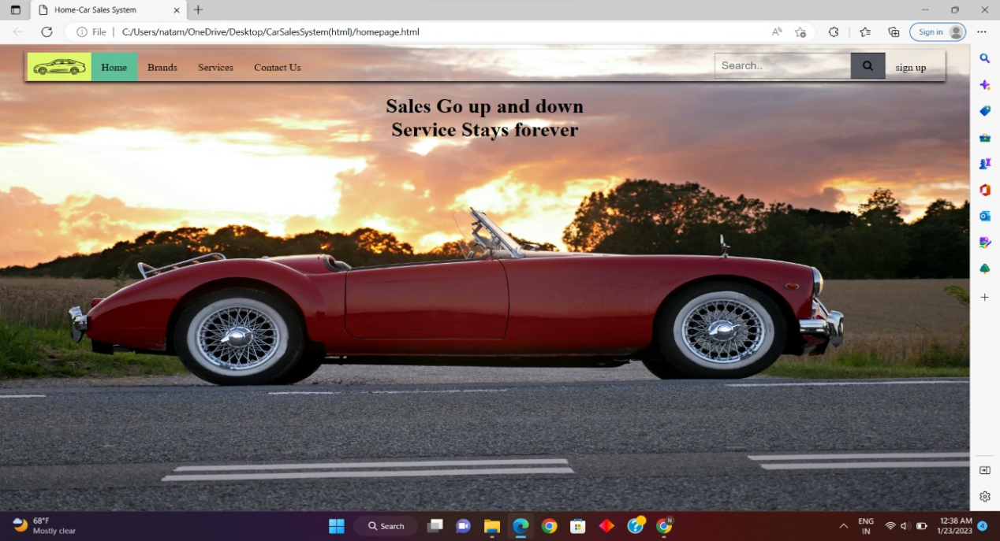 Home-Car Sales System
File
C:/Users/natam/OneDrive/Desktop/CarSalesSystem(html)/homepage.html
Sign in
Home Brands Services Contact Us
Search..
sign up
Sales Go up and down
Service Stays forever
68°F
Mostly clear
Search
N
ENG
IN
12:38 AM
1/23/2023
4